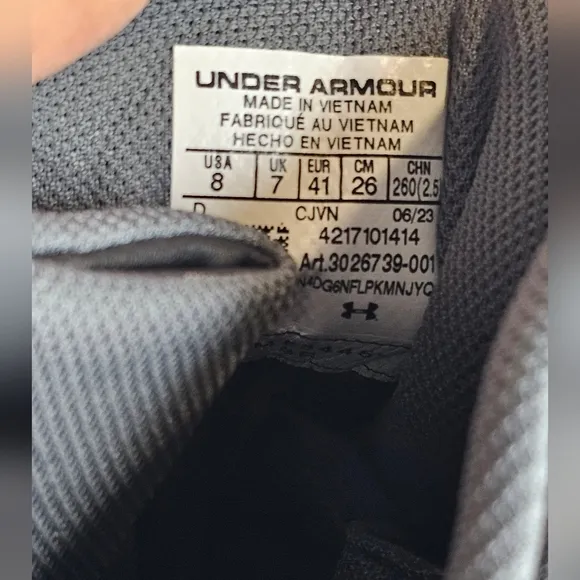 UNDER ARMOUR
MADE IN VIETNAM
FABRIQUÉ AU VIETNAM
HECHO EN VIETNAM
USA UK EUR CM CHN
8 7 41 26 260(2.5
D CJVN 06/23
4217101414
Art.3026739-001